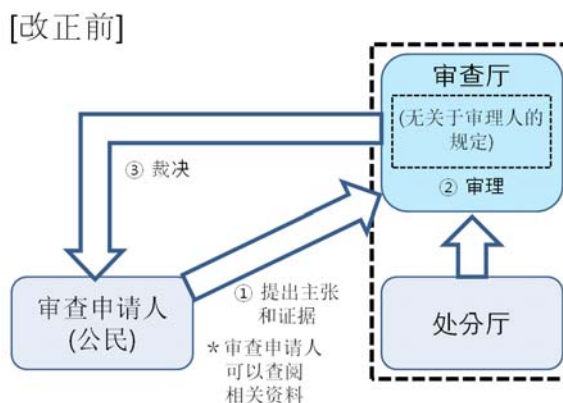 [改正前]
审查厅
(无关于审理人的
规定)
② 审理
③ 裁决
① 提出主张
和证据
审查申请人
(公民)
＊审查申请人
可以查阅
相关资料
处分厅